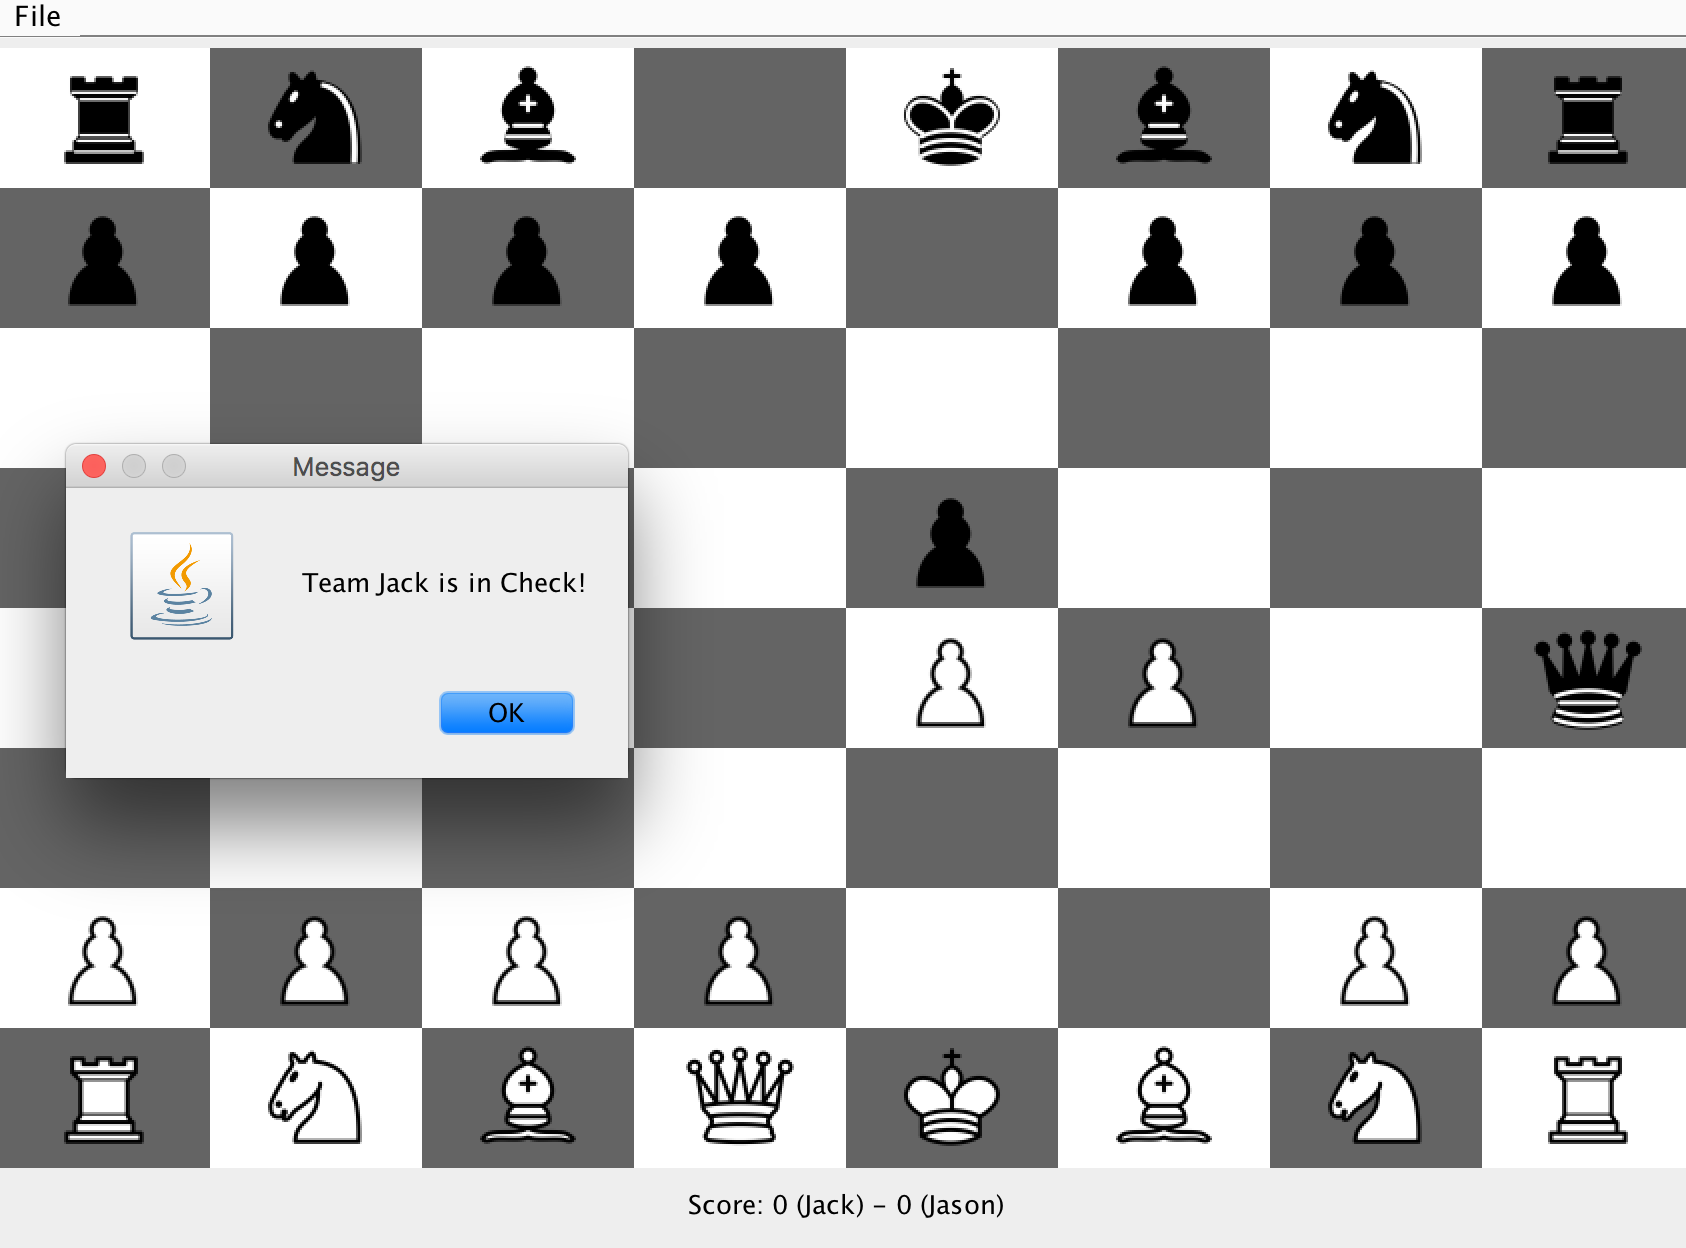 File
Message
Team Jack is in Check!
OK
Score: 0 (Jack) – 0 (Jason)